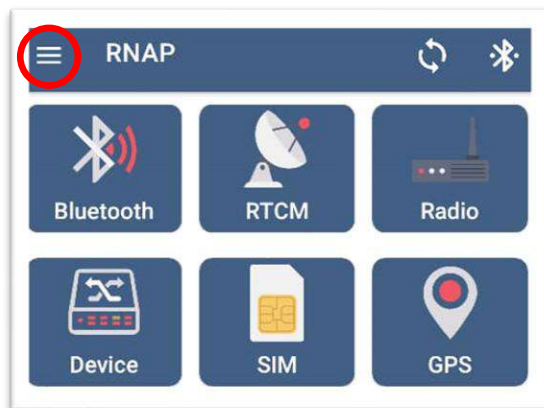 RNAP
Bluetooth
RTCM
Radio
Device
SIM
GPS